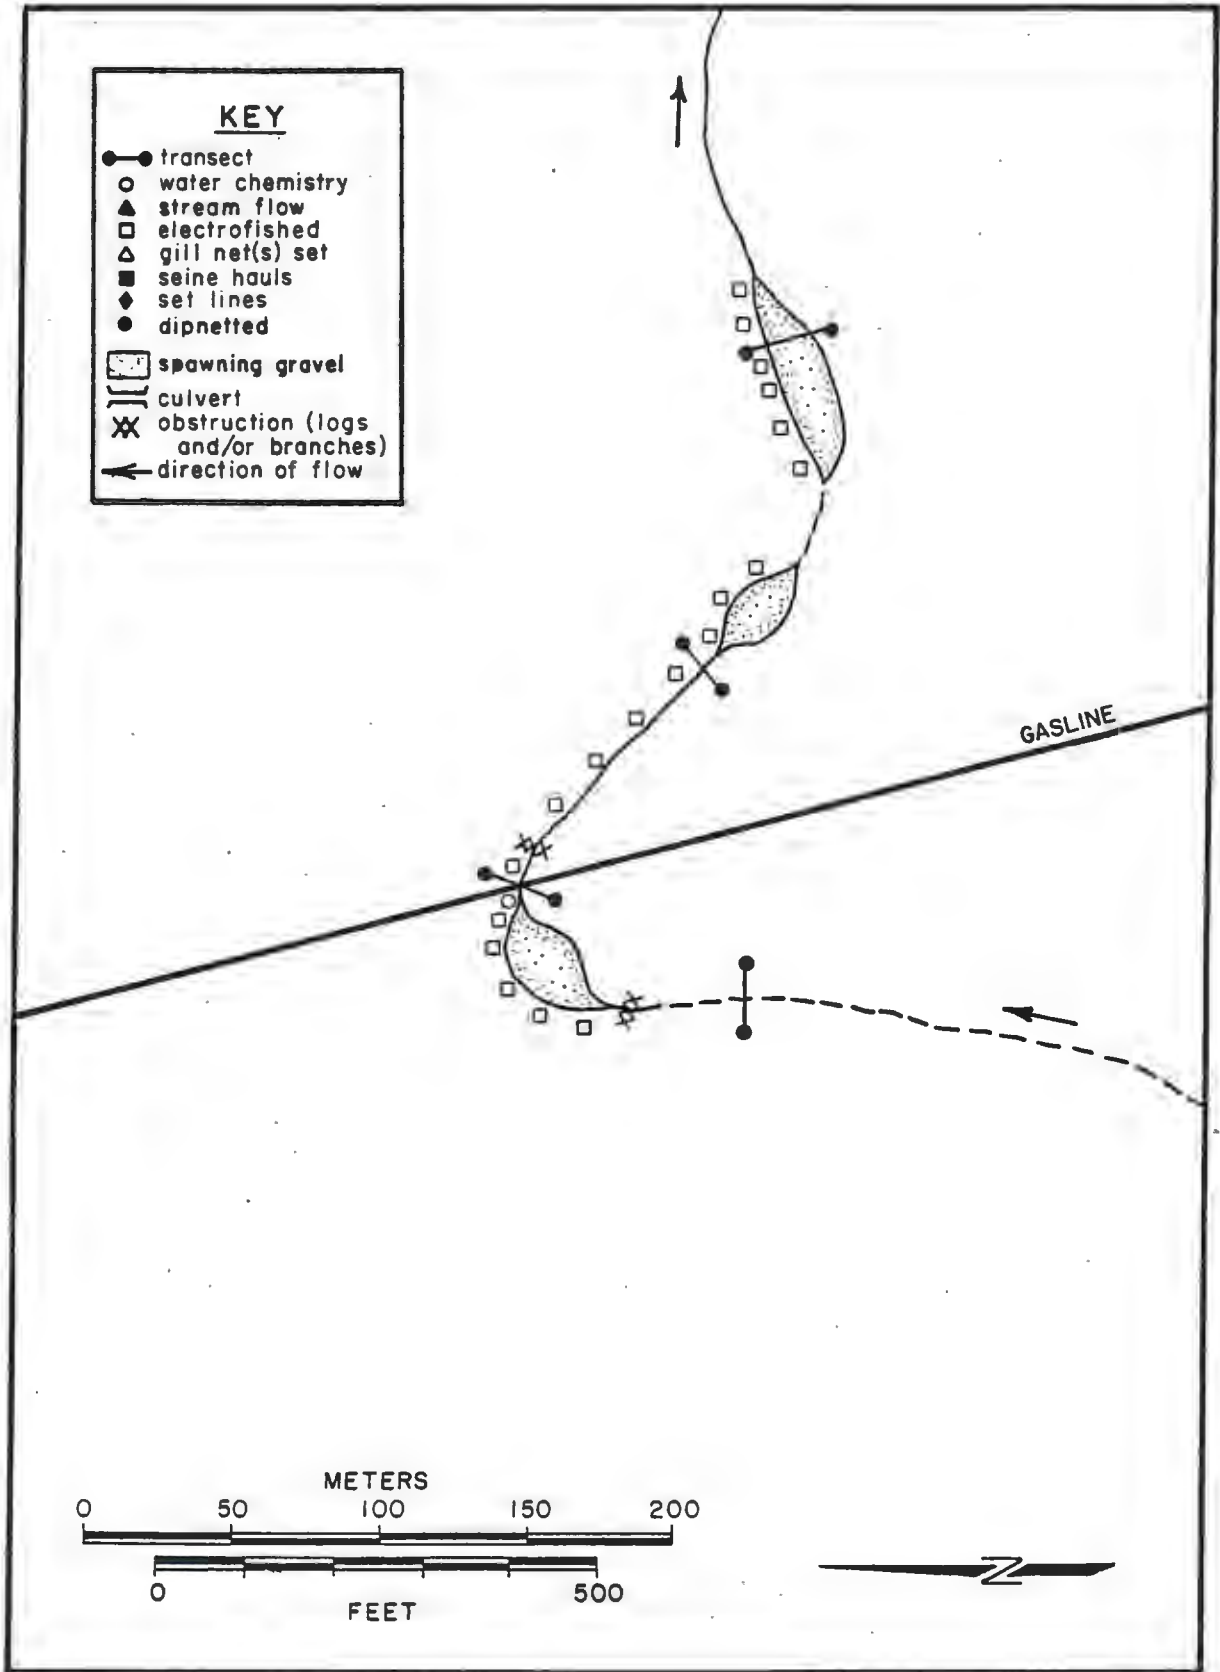 KEY
transect
water chemistry
stream flow
electrofished
gill net(s) set
seine hauls
set lines
dipnetted
spawning gravel
culvert
obstruction (logs
and/or branches)
direction of flow
GASLINE
METERS
0 50 100 150 200
0 500
FEET
N